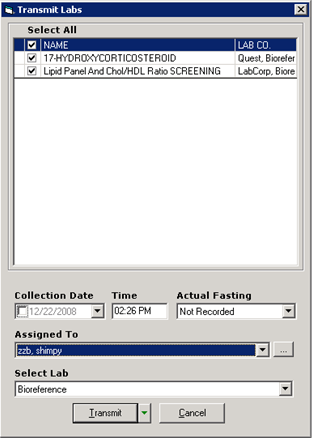 Transmit Labs
Select All
NAME LAB CO.
17-HYDROXYCORTICOSTEROID Quest, Biorefer
Lipid Panel And Chol/HDL Ratio SCREENING LabCorp, Biore
Collection Date Time Actual Fasting
12/22/2008 02:26 PM Not Recorded
Assigned To
zzb, shimpy ...
Select Lab
Bioreference
Transmit Cancel